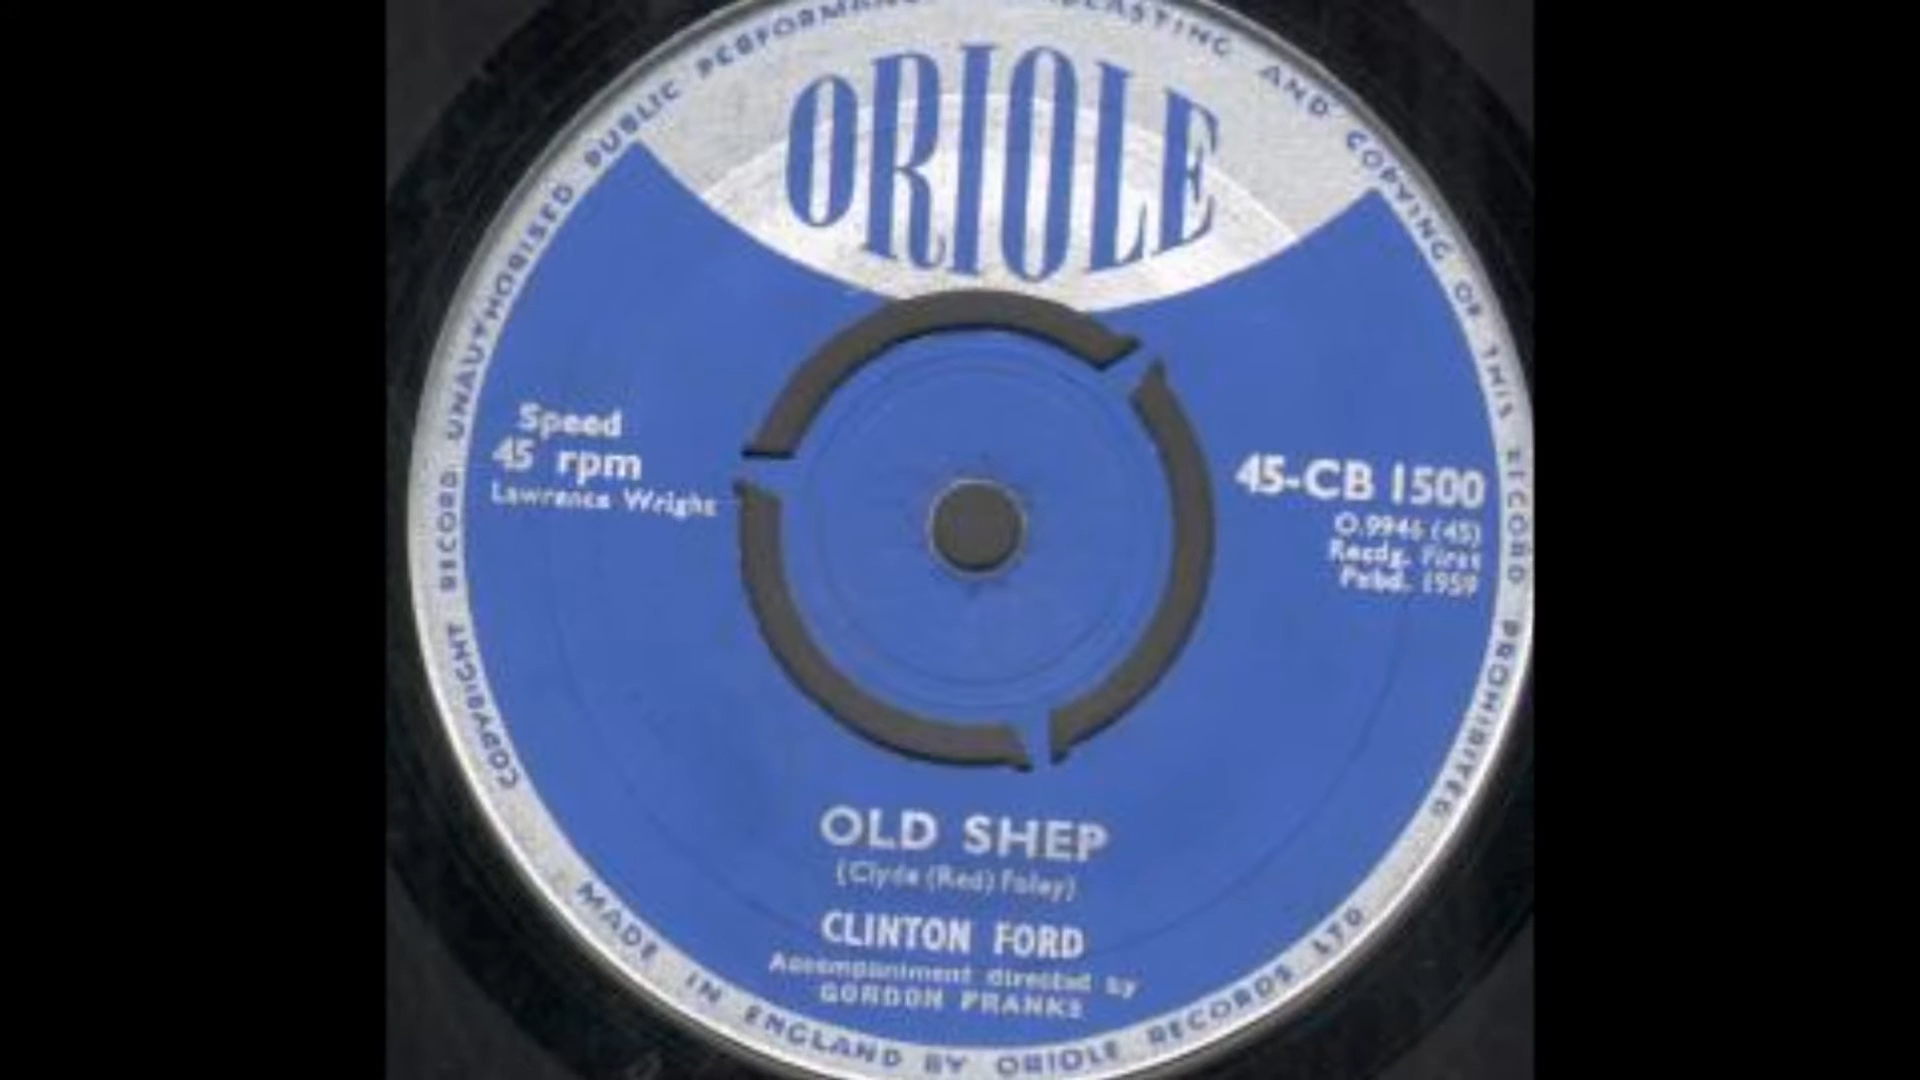 ORIOLE
Speed
45 rpm
Lawrence Wright
45-CB 1500
O.9946 (45)
Recdg. First
Pubd. 1959
OLD SHEP
(Clyde (Red) Foley)
CLINTON FORD
Accompaniment directed by
GORDON FRANKS
COPYRIGHT RECORD UNAUTHORISED PUBLIC PERFORMANCE BROADCASTING AND COPYING OF THIS RECORD PROHIBITED
MADE IN ENGLAND BY ORIOLE RECORDS LTD